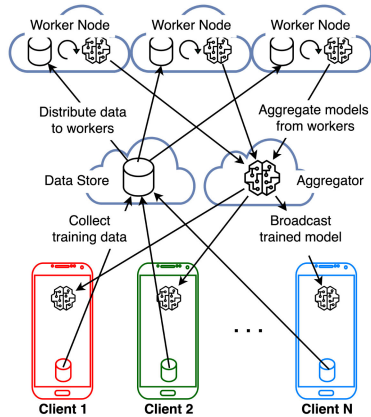 Worker Node Worker Node Worker Node
Distribute data
to workers
Aggregate models
from workers
Data Store
Aggregator
Collect
training data
Broadcast
trained model
...
Client 1 Client 2 Client N